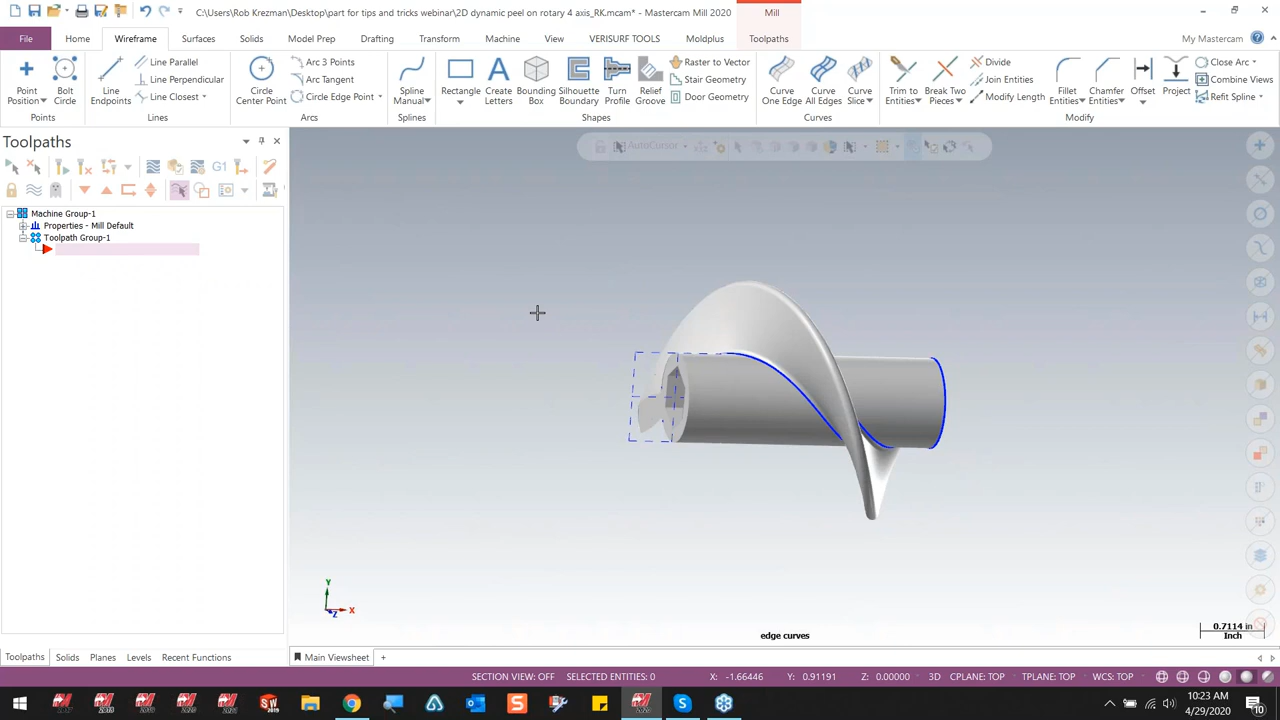 C:\Users\Rob Krezman\Desktop\part for tips and tricks webinar\2D dynamic peel on rotary 4 axis_RK.mcam* - Mastercam Mill 2020
Mill
File Home Wireframe Surfaces Solids Model Prep Drafting Transform Machine View VERISURF TOOLS Moldplus Toolpaths My Mastercam
Point Position
Bolt Circle
Points
Line Endpoints
Line Parallel
Line Perpendicular
Line Closest
Lines
Circle Center Point
Arc 3 Points
Arc Tangent
Circle Edge Point
Arcs
Spline Manual
Splines
Rectangle
Create Letters
Bounding Box
Silhouette Boundary
Turn Profile
Relief Groove
Raster to Vector
Stair Geometry
Door Geometry
Shapes
Curve One Edge
Curve All Edges
Curve Slice
Curves
Trim to Entities
Break Two Pieces
Divide
Join Entities
Modify Length
Fillet Entities
Chamfer Entities
Offset
Project
Close Arc
Combine Views
Refit Spline
Modify
Toolpaths
G1
AutoCursor
Machine Group-1
Properties - Mill Default
Toolpath Group-1
Y
X
Z
edge curves
0.7114 in
Inch
Toolpaths Solids Planes Levels Recent Functions
Main Viewsheet +
SECTION VIEW: OFF SELECTED ENTITIES: 0 X: -1.66446 Y: 0.91191 Z: 0.00000 3D CPLANE: TOP TPLANE: TOP WCS: TOP
10:23 AM
4/29/2020
10